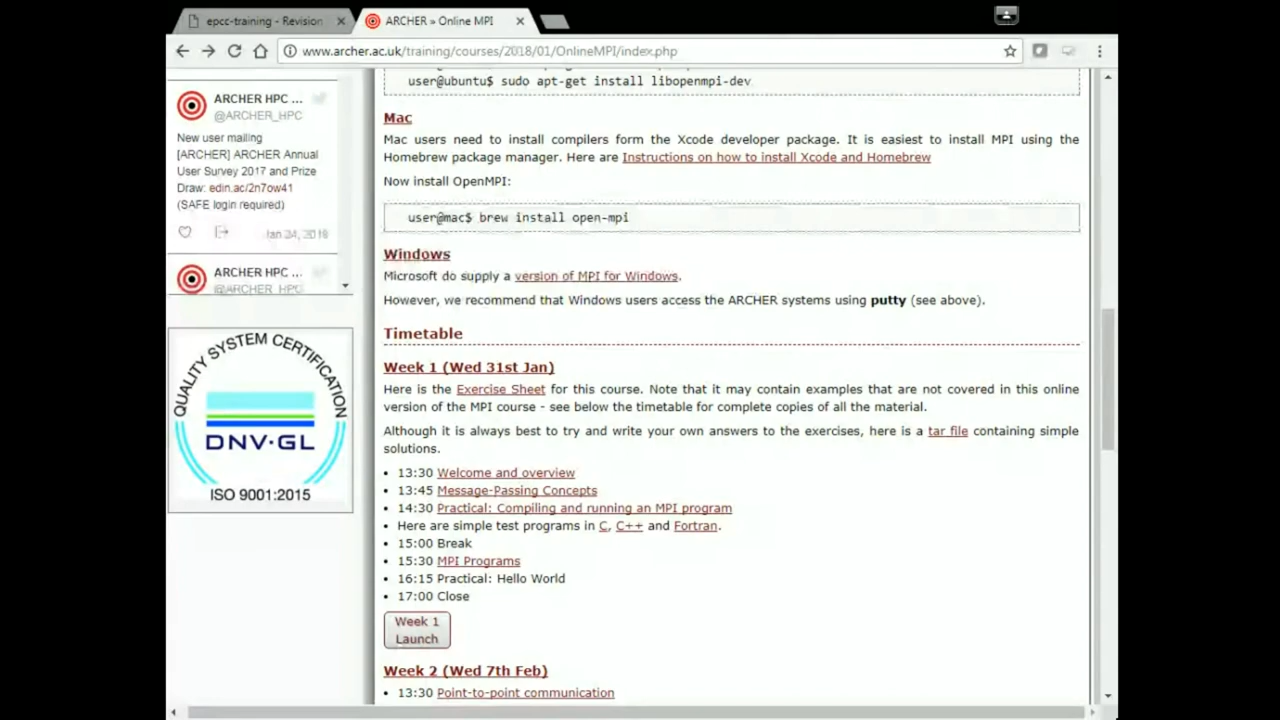 epcc-training - Revision
ARCHER » Online MPI
www.archer.ac.uk/training/courses/2018/01/OnlineMPI/index.php
ARCHER HPC ...
@ARCHER_HPC
New user mailing
[ARCHER] ARCHER Annual
User Survey 2017 and Prize
Draw: edin.ac/2n7ow41
(SAFE login required)
Jan 24, 2018
ARCHER HPC ...
@ARCHER_HPC
QUALITY SYSTEM CERTIFICATION
DNV·GL
ISO 9001:2015
user@ubuntu$ sudo apt-get install libopenmpi-dev
Mac
Mac users need to install compilers form the Xcode developer package. It is easiest to install MPI using the
Homebrew package manager. Here are Instructions on how to install Xcode and Homebrew
Now install OpenMPI:
user@mac$ brew install open-mpi
Windows
Microsoft do supply a version of MPI for Windows.
However, we recommend that Windows users access the ARCHER systems using putty (see above).
Timetable
Week 1 (Wed 31st Jan)
Here is the Exercise Sheet for this course. Note that it may contain examples that are not covered in this online
version of the MPI course - see below the timetable for complete copies of all the material.
Although it is always best to try and write your own answers to the exercises, here is a tar file containing simple
solutions.
• 13:30 Welcome and overview
• 13:45 Message-Passing Concepts
• 14:30 Practical: Compiling and running an MPI program
• Here are simple test programs in C, C++ and Fortran.
• 15:00 Break
• 15:30 MPI Programs
• 16:15 Practical: Hello World
• 17:00 Close
Week 1
Launch
Week 2 (Wed 7th Feb)
• 13:30 Point-to-point communication